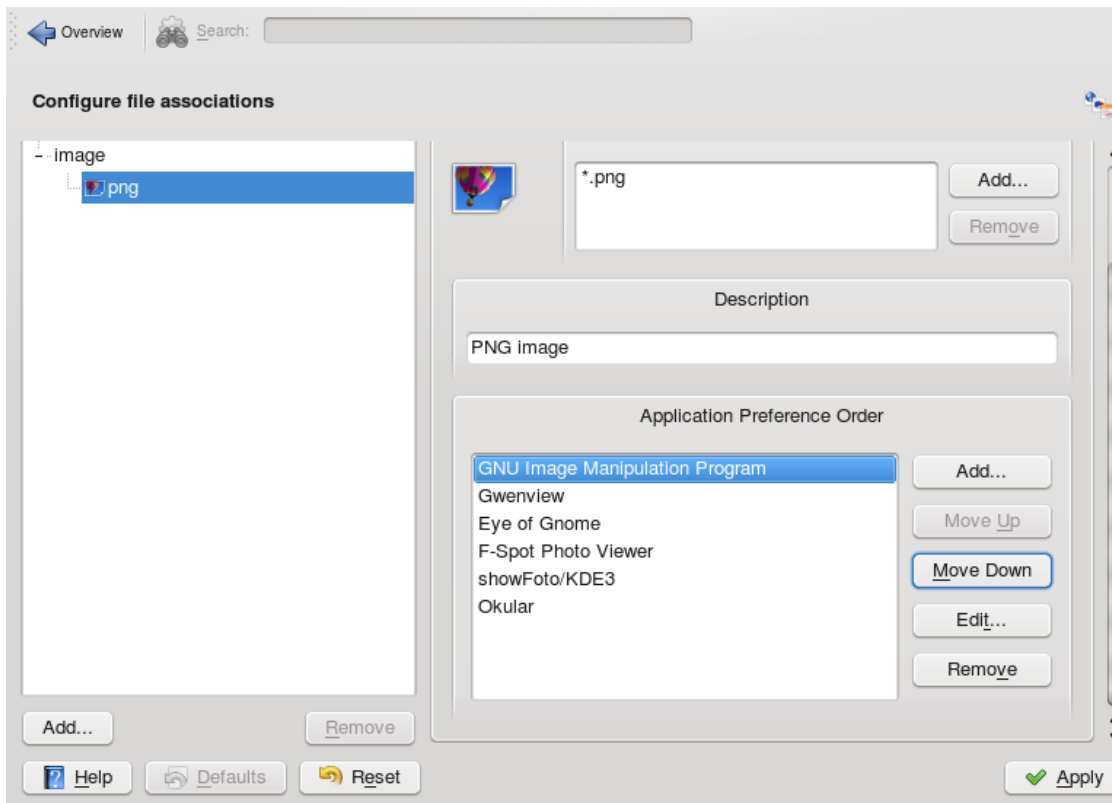 Overview
Search:
Configure file associations
image
png
*.png
Add...
Remove
Description
PNG image
Application Preference Order
GNU Image Manipulation Program
Gwenview
Eye of Gnome
F-Spot Photo Viewer
showFoto/KDE3
Okular
Add...
Move Up
Move Down
Edit...
Remove
Add...
Remove
Help
Defaults
Reset
Apply